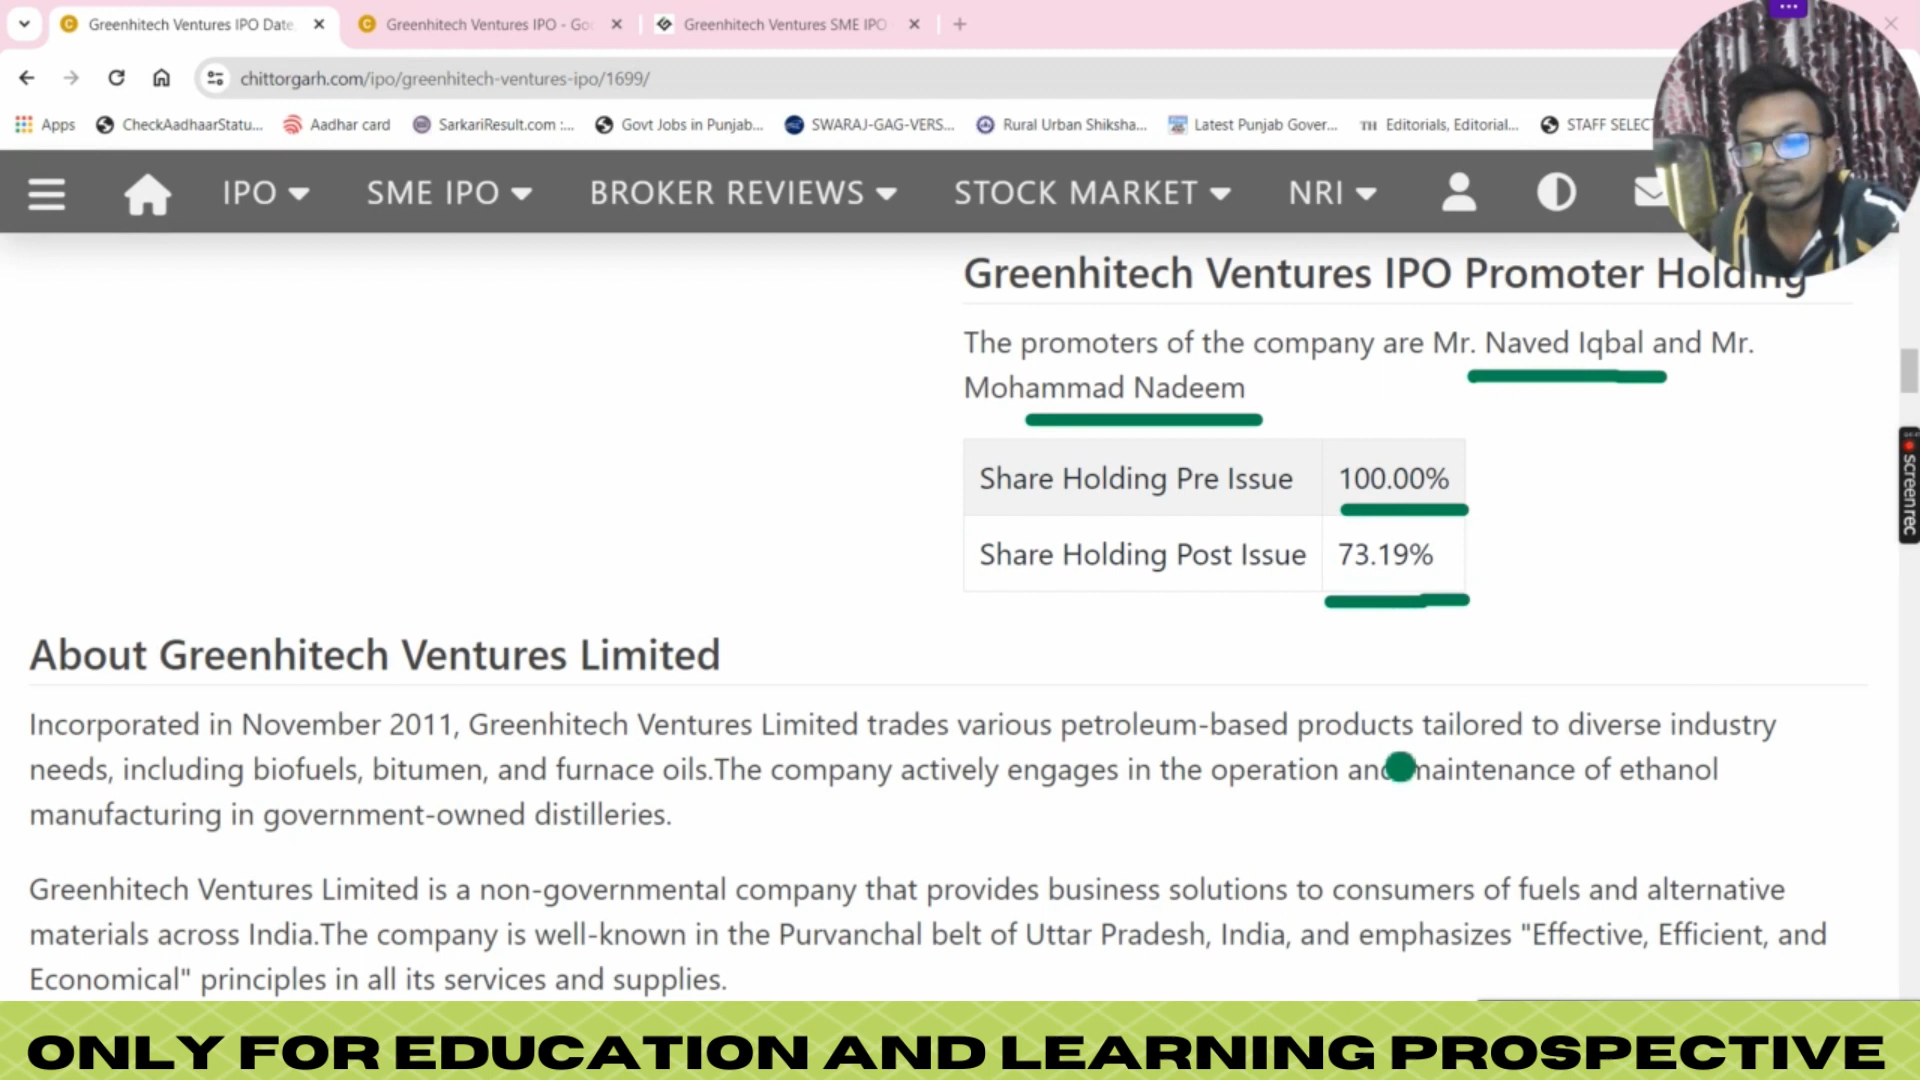 Greenhitech Ventures IPO Date
Greenhitech Ventures IPO - Goo
Greenhitech Ventures SME IPO
chittorgarh.com/ipo/greenhitech-ventures-ipo/1699/
Apps
CheckAadhaarStatu...
Aadhar card
SarkariResult.com :...
Govt Jobs in Punjab...
SWARAJ-GAG-VERS...
Rural Urban Shiksha...
Latest Punjab Gover...
Editorials, Editorial...
STAFF SELECT
IPO
SME IPO
BROKER REVIEWS
STOCK MARKET
NRI
Greenhitech Ventures IPO Promoter Holding
The promoters of the company are Mr. Naved Iqbal and Mr.
Mohammad Nadeem
Share Holding Pre Issue 100.00%
Share Holding Post Issue 73.19%
screenrec
About Greenhitech Ventures Limited
Incorporated in November 2011, Greenhitech Ventures Limited trades various petroleum-based products tailored to diverse industry
needs, including biofuels, bitumen, and furnace oils.The company actively engages in the operation and maintenance of ethanol
manufacturing in government-owned distilleries.
Greenhitech Ventures Limited is a non-governmental company that provides business solutions to consumers of fuels and alternative
materials across India.The company is well-known in the Purvanchal belt of Uttar Pradesh, India, and emphasizes "Effective, Efficient, and
Economical" principles in all its services and supplies.
ONLY FOR EDUCATION AND LEARNING PROSPECTIVE